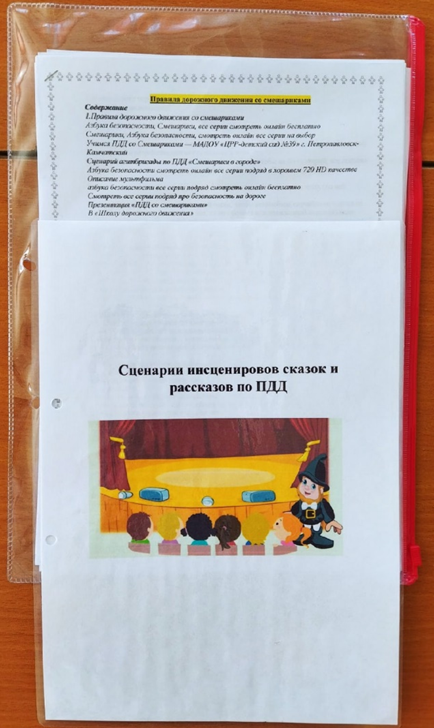 Правила дорожного движения со смешариками
Содержание
1.Правила дорожного движения со смешариками
Азбука безопасности, Смешарики, все серии смотреть онлайн бесплатно
Смешарики, Азбука безопасности, смотреть онлайн все серии на выбор
Учимся ПДД со Смешариками — МАДОУ «ЦРР-детский сад №39» г. Петропавловск-
Камчатский
Сценарий агитбригады по ПДД «Смешарики в городе»
Азбука безопасности смотреть онлайн все серии подряд в хорошем 720 HD качестве
Описание мультфильма
азбука безопасности все серии подряд смотреть онлайн бесплатно
Смотреть все серии подряд про безопасность на дороге
Презентация «ПДД со смешариками»
В «Школу дорожного движения»
Сценарии инсценировов сказок и
рассказов по ПДД